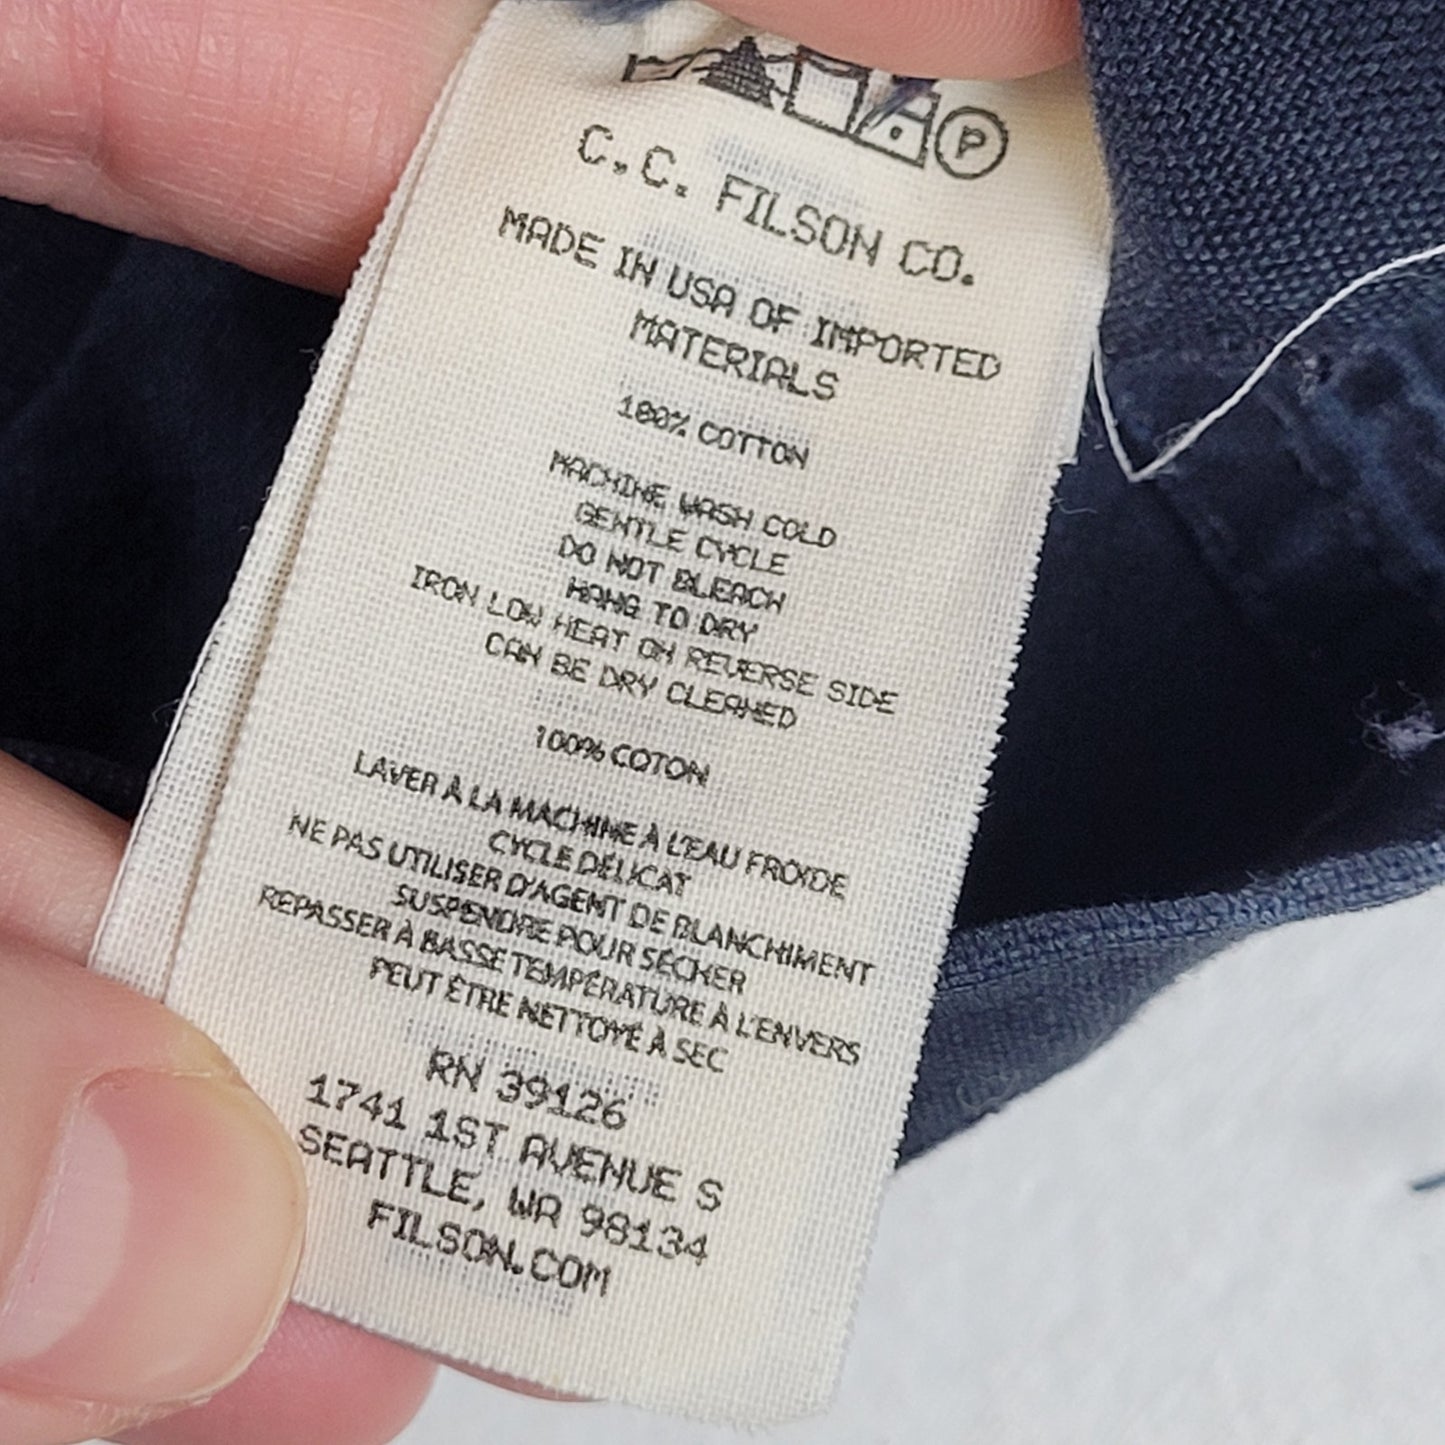 P
C.C. FILSON CO.
MADE IN USA OF IMPORTED
MATERIALS
100% COTTON
MACHINE WASH COLD
GENTLE CYCLE
DO NOT BLEACH
HANG TO DRY
IRON LOW HEAT ON REVERSE SIDE
CAN BE DRY CLEANED
100% COTON
LAVER À LA MACHINE À L'EAU FROIDE
CYCLE DÉLICAT
NE PAS UTILISER D'AGENT DE BLANCHIMENT
SUSPENDRE POUR SÉCHER
REPASSER À BASSE TEMPÉRATURE À L'ENVERS
PEUT ÊTRE NETTOYÉ À SEC
RN 39126
1741 1ST AVENUE S
SEATTLE, WA 98134
FILSON.COM